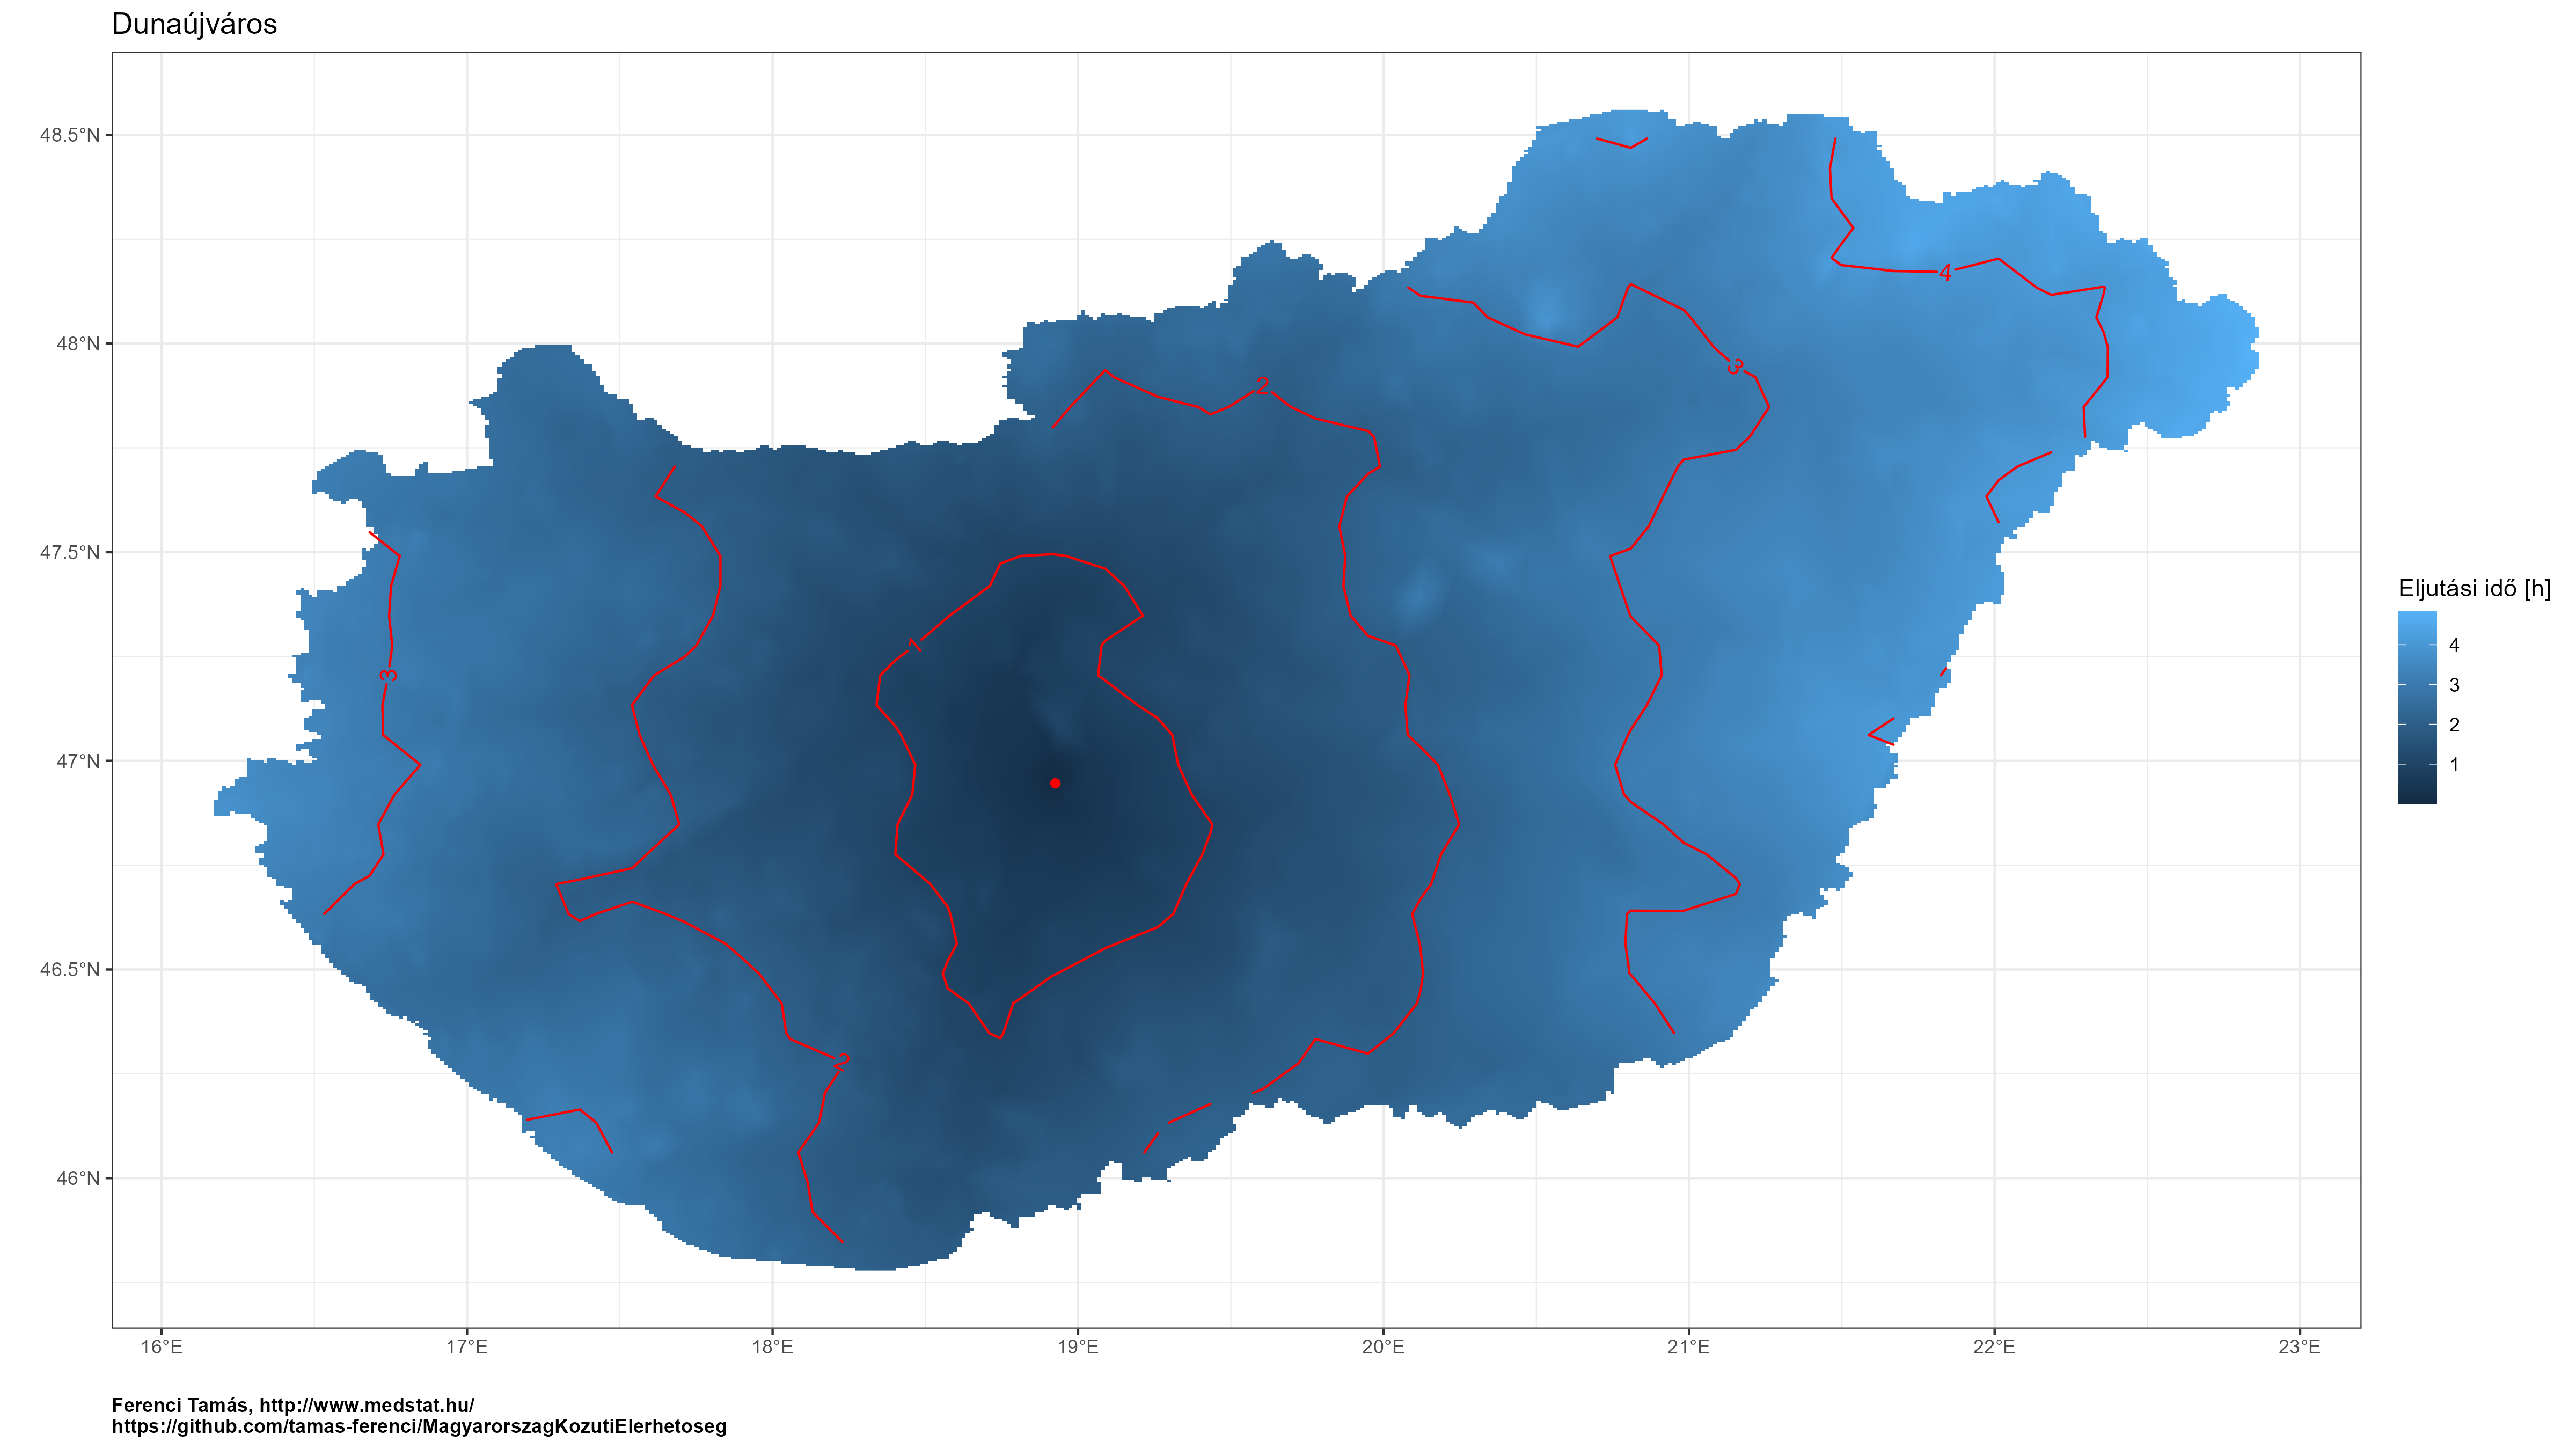 Dunaújváros
48.5°N
48°N
47.5°N
47°N
46.5°N
46°N
16°E
17°E
18°E
19°E
20°E
21°E
22°E
23°E
4
3
2
3
1
2
Eljutási idő [h]
4
3
2
1
Ferenci Tamás, http://www.medstat.hu/
https://github.com/tamas-ferenci/MagyarorszagKozutiElerhetoseg